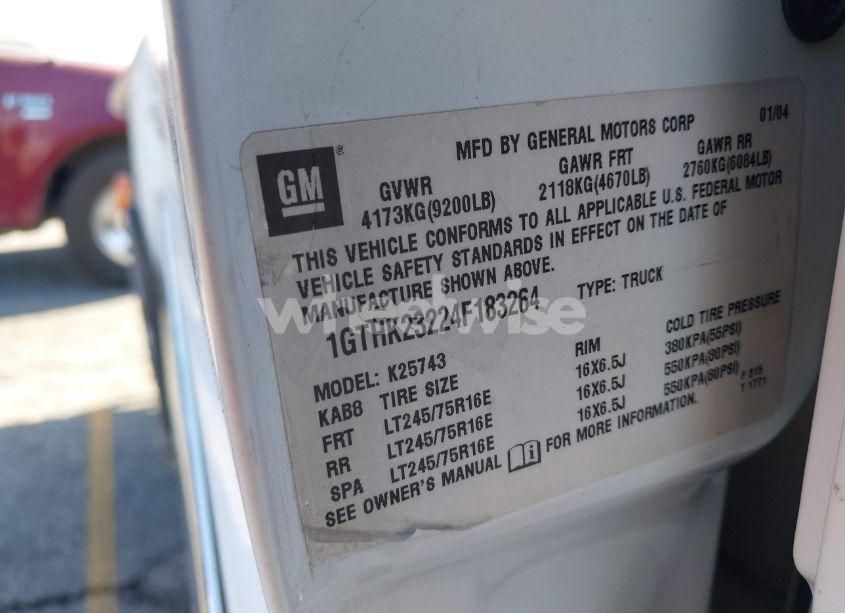 MFD BY GENERAL MOTORS CORP 01/04
GM
®
GVWR GAWR FRT GAWR RR
4173KG(9200LB) 2118KG(4670LB) 2760KG(6084LB)
THIS VEHICLE CONFORMS TO ALL APPLICABLE U.S. FEDERAL MOTOR
VEHICLE SAFETY STANDARDS IN EFFECT ON THE DATE OF
MANUFACTURE SHOWN ABOVE.
1GTHK23224F183264 TYPE: TRUCK
wheelwise
MODEL: K25743
KAB8 TIRE SIZE RIM COLD TIRE PRESSURE
FRT LT245/75R16E 16X6.5J 380KPA(55PSI)
RR LT245/75R16E 16X6.5J 550KPA(80PSI)
SPA LT245/75R16E 16X6.5J 550KPA(80PSI)
SEE OWNER'S MANUAL i FOR MORE INFORMATION.
T 1771